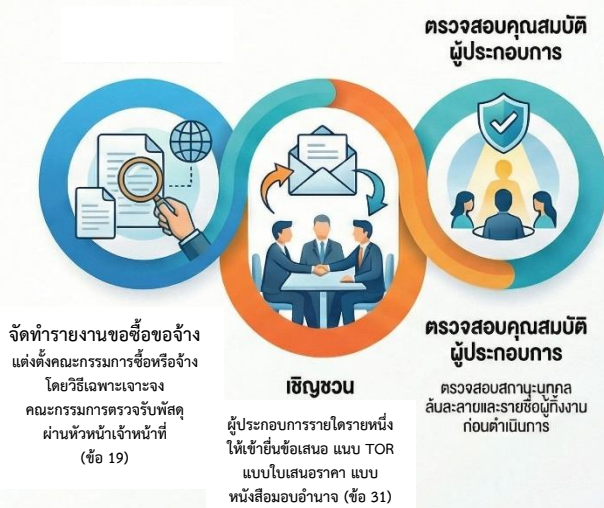 ตรวจสอบคุณสมบัติ
ผู้ประกอบการ
จัดทำรายงานขอซื้อขอจ้าง
แต่งตั้งคณะกรรมการซื้อหรือจ้าง
โดยวิธีเฉพาะเจาะจง
คณะกรรมการตรวจรับพัสดุ
ผ่านหัวหน้าเจ้าหน้าที่
(ข้อ 19)
เชิญชวน
ผู้ประกอบการรายใดรายหนึ่ง
ให้เข้ายื่นข้อเสนอ แนบ TOR
แบบใบเสนอราคา แบบ
หนังสือมอบอำนาจ (ข้อ 31)
ตรวจสอบคุณสมบัติ
ผู้ประกอบการ
ตรวจสอบสถานะบุคคล
ล้มละลายและรายชื่อผู้ทิ้งงาน
ก่อนดำเนินการ